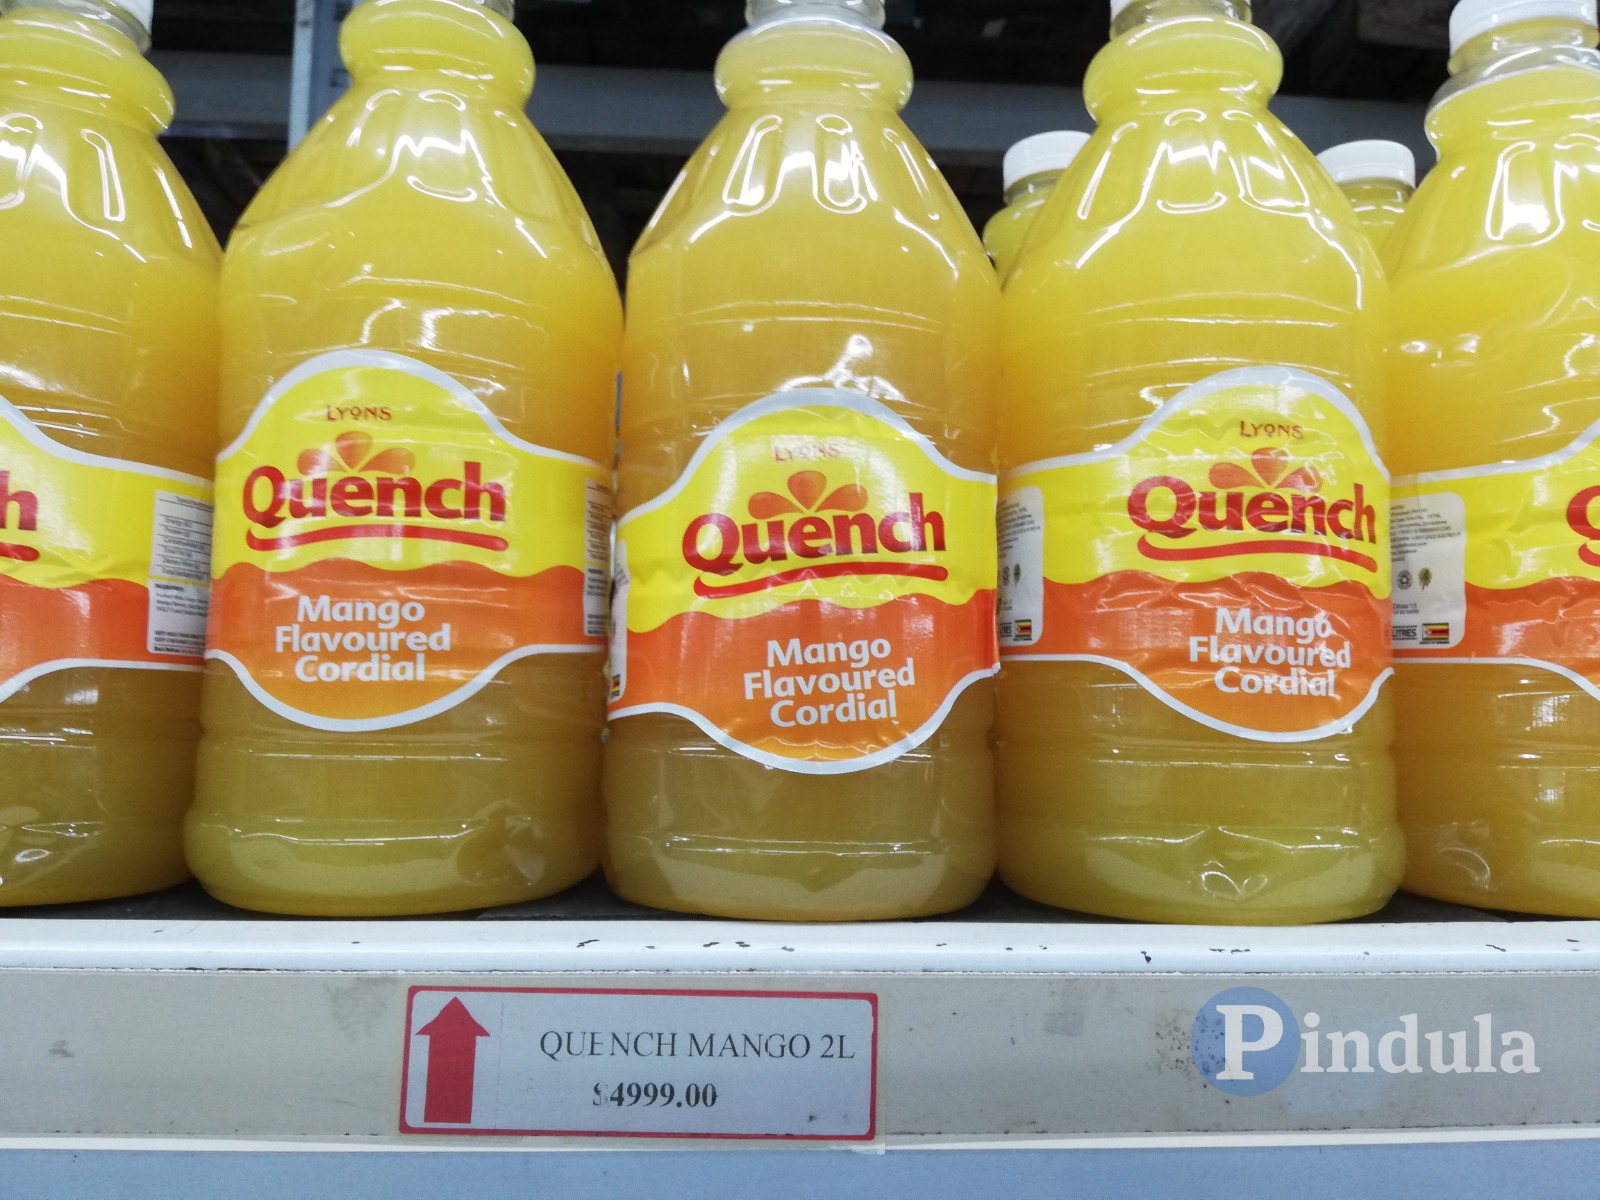 LYONS
Quench
Mango
Flavoured
Cordial
LYONS
Quench
Mango
Flavoured
Cordial
LYONS
Quench
Mango
Flavoured
Cordial
QUENCH MANGO 2L
$4999.00
Pindula